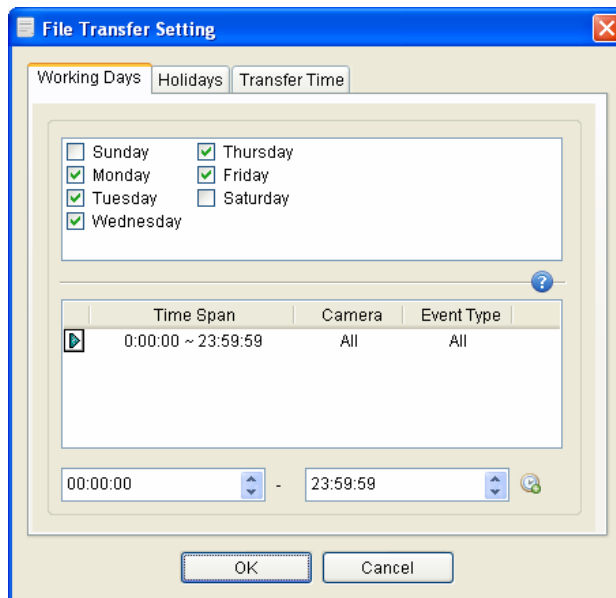 File Transfer Setting
Working Days Holidays Transfer Time
Sunday Thursday
Monday Friday
Tuesday Saturday
Wednesday
?
Time Span Camera Event Type
0:00:00 ~ 23:59:59 All All
00:00:00 - 23:59:59
OK Cancel